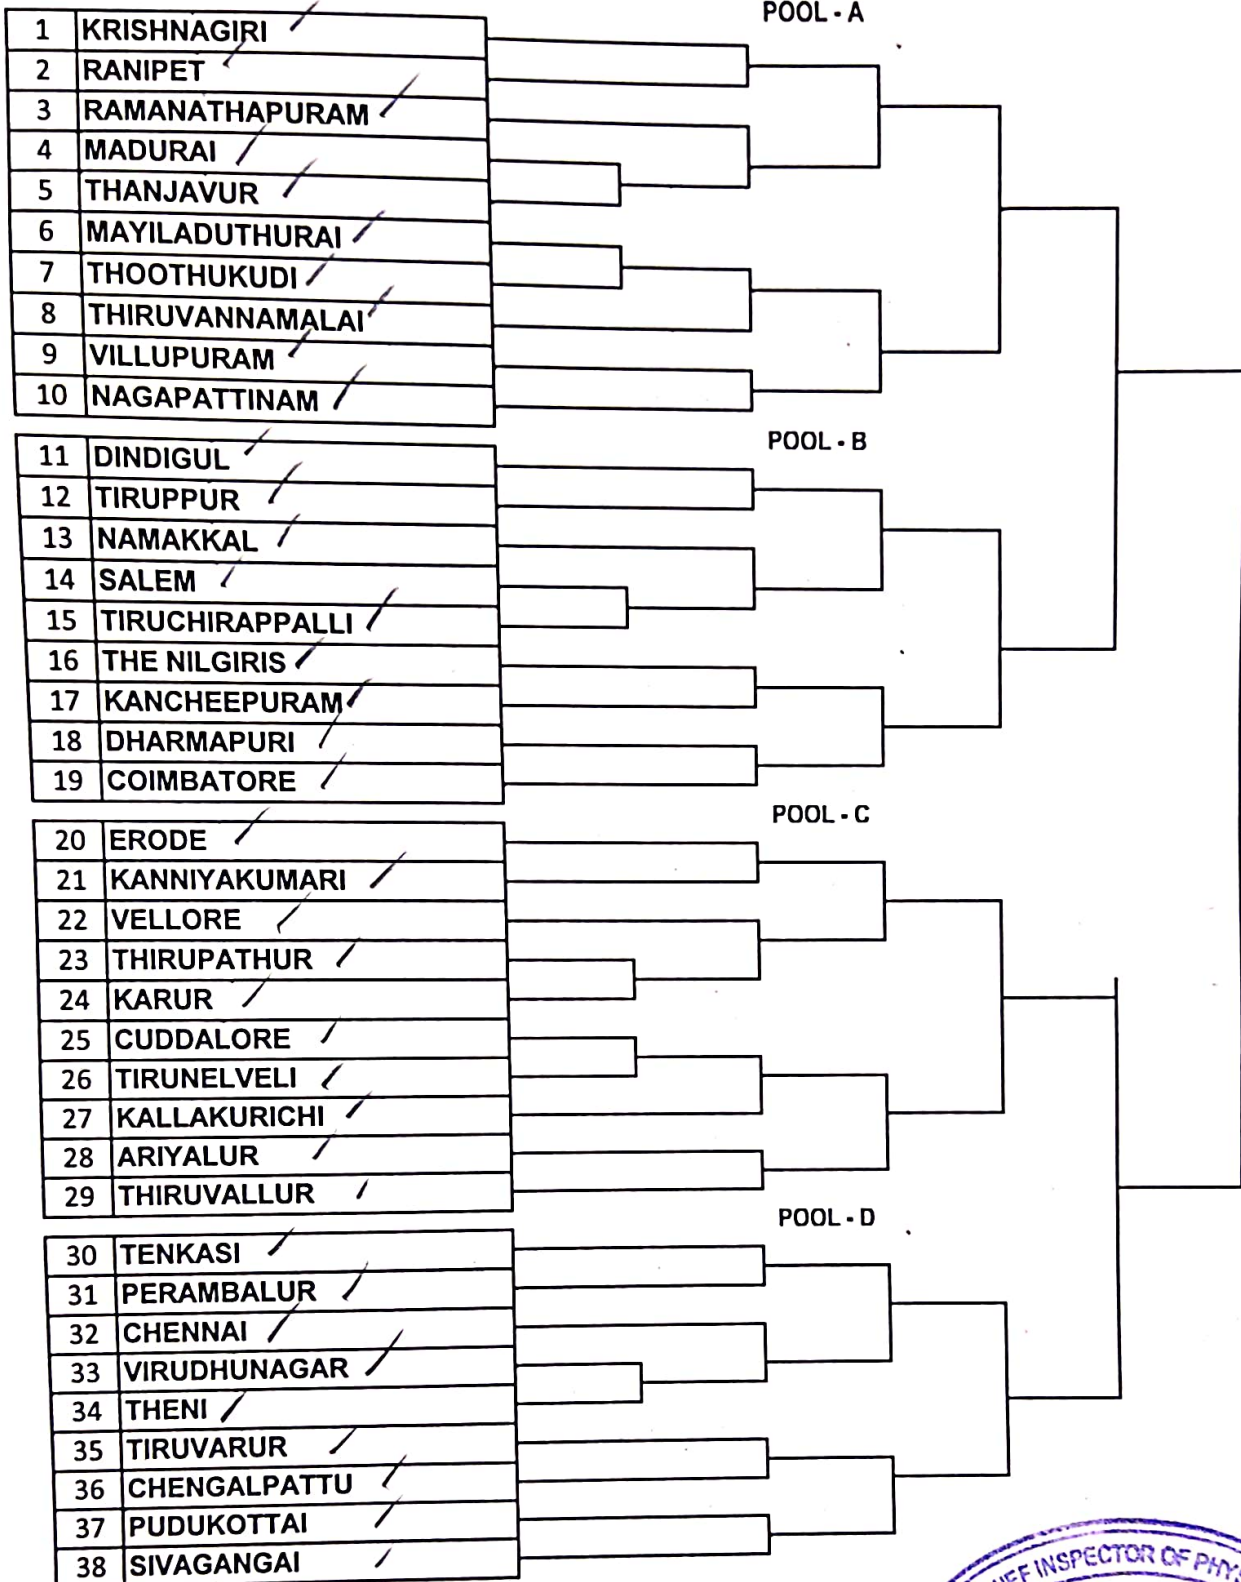 POOL - A
1 KRISHNAGIRI
2 RANIPET
3 RAMANATHAPURAM
4 MADURAI
5 THANJAVUR
6 MAYILADUTHURAI
7 THOOTHUKUDI
8 THIRUVANNAMALAI
9 VILLUPURAM
10 NAGAPATTINAM
POOL - B
11 DINDIGUL
12 TIRUPPUR
13 NAMAKKAL
14 SALEM
15 TIRUCHIRAPPALLI
16 THE NILGIRIS
17 KANCHEEPURAM
18 DHARMAPURI
19 COIMBATORE
POOL - C
20 ERODE
21 KANNIYAKUMARI
22 VELLORE
23 THIRUPATHUR
24 KARUR
25 CUDDALORE
26 TIRUNELVELI
27 KALLAKURICHI
28 ARIYALUR
29 THIRUVALLUR
POOL - D
30 TENKASI
31 PERAMBALUR
32 CHENNAI
33 VIRUDHUNAGAR
34 THENI
35 TIRUVARUR
36 CHENGALPATTU
37 PUDUKOTTAI
38 SIVAGANGAI
INSPECTOR OF